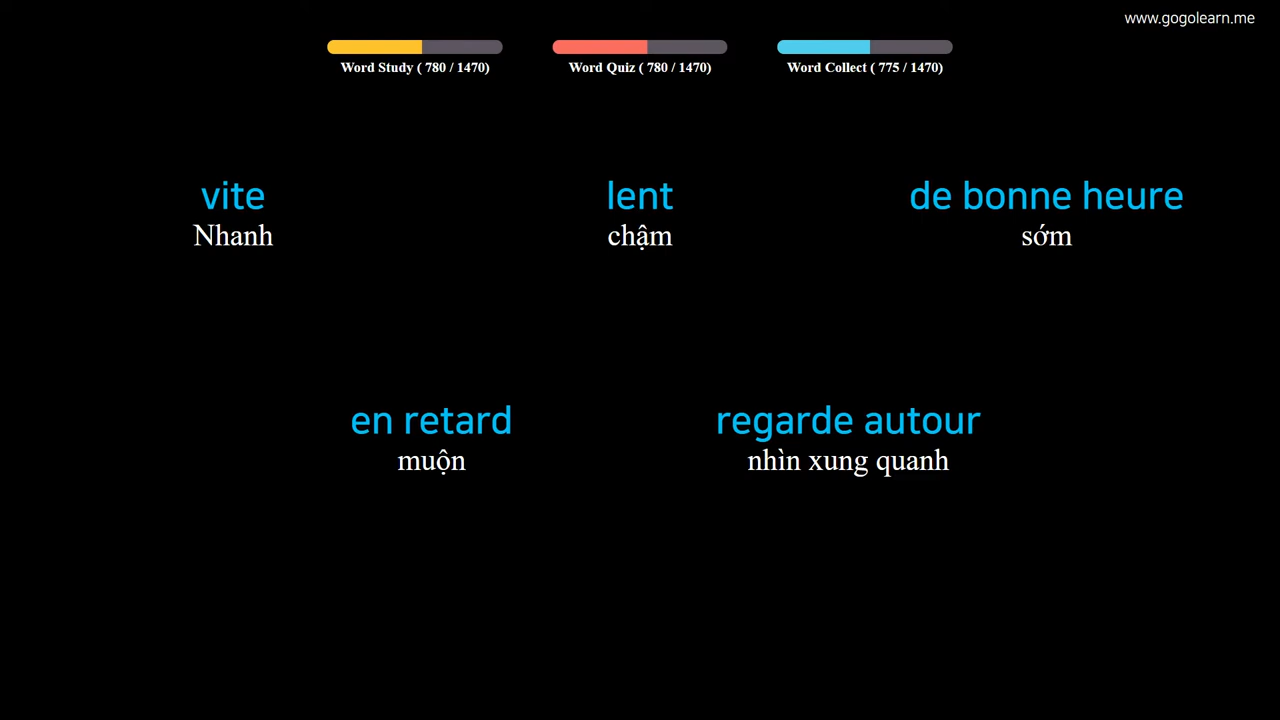 www.gogolearn.me
Word Study ( 780 / 1470)
Word Quiz ( 780 / 1470)
Word Collect ( 775 / 1470)
vite
Nhanh
lent
chậm
de bonne heure
sớm
en retard
muộn
regarde autour
nhìn xung quanh